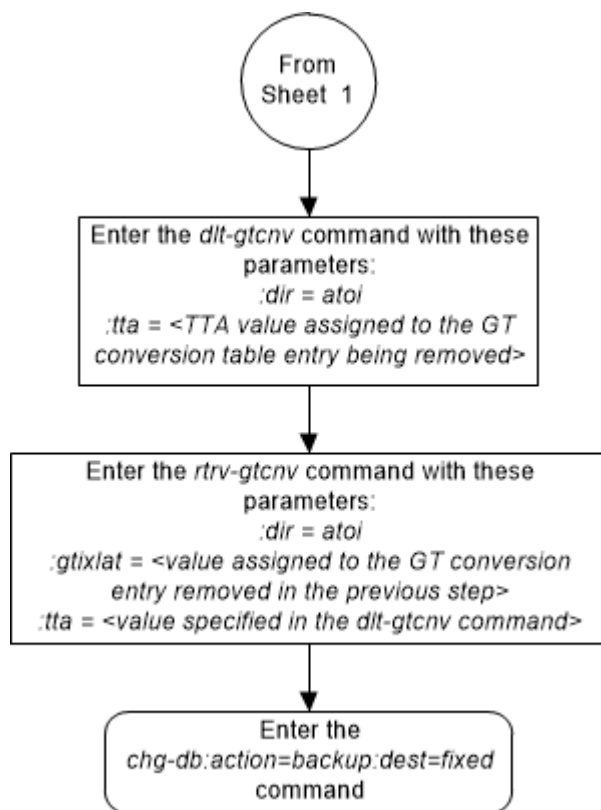 From
Sheet 1
Enter the dlt-gtcnv command with these
parameters:
:dir = atoi
:tta = <TTA value assigned to the GT
conversion table entry being removed>
Enter the rtrv-gtcnv command with these
parameters:
:dir = atoi
:gtixlat = <value assigned to the GT conversion
entry removed in the previous step>
:tta = <value specified in the dlt-gtcnv command>
Enter the
chg-db:action=backup:dest=fixed
command